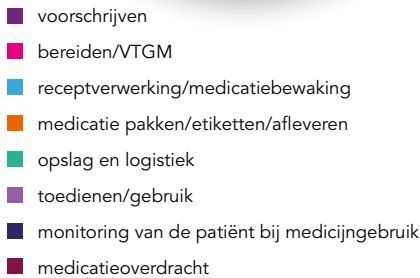 voorschrijven
bereiden/VTGM
receptverwerking/medicatiebewaking
medicatie pakken/etiketten/afleveren
opslag en logistiek
toedienen/gebruik
monitoring van de patiënt bij medicijngebruik
medicatieoverdracht